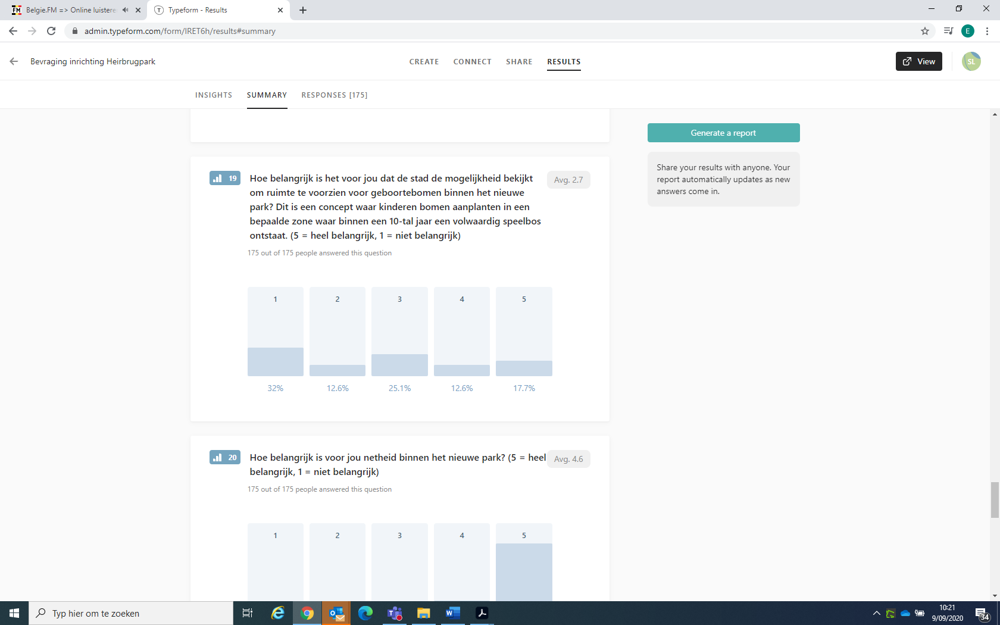 FM Belgie.FM => Online luistere
T Typeform - Results
admin.typeform.com/form/IRET6h/results#summary
E
Bevraging inrichting Heirbrugpark
CREATE CONNECT SHARE RESULTS
View
SL
INSIGHTS SUMMARY RESPONSES [175]
Generate a report
Share your results with anyone. Your
report automatically updates as new
answers come in.
19
Hoe belangrijk is het voor jou dat de stad de mogelijkheid bekijkt
om ruimte te voorzien voor geboortebomen binnen het nieuwe
park? Dit is een concept waar kinderen bomen aanplanten in een
bepaalde zone waar binnen een 10-tal jaar een volwaardig speelbos
ontstaat. (5 = heel belangrijk, 1 = niet belangrijk)
Avg. 2.7
175 out of 175 people answered this question
1 2 3 4 5
32% 12.6% 25.1% 12.6% 17.7%
20
Hoe belangrijk is voor jou netheid binnen het nieuwe park? (5 = heel
belangrijk, 1 = niet belangrijk)
Avg. 4.6
175 out of 175 people answered this question
1 2 3 4 5
Typ hier om te zoeken
10:21
9/09/2020
34